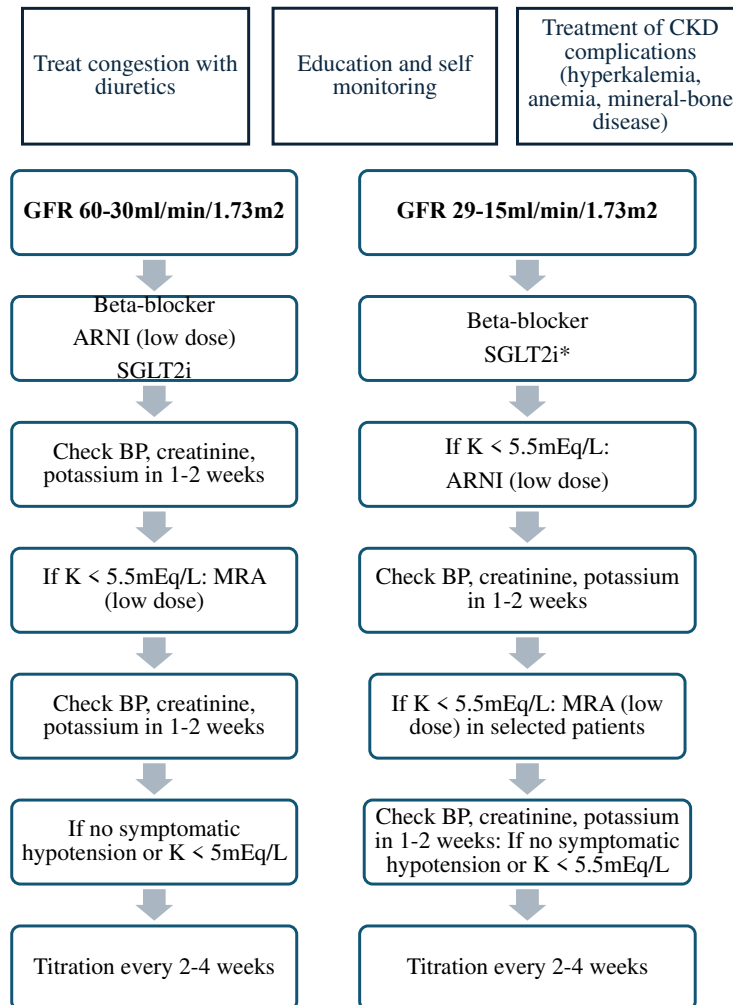 Treat congestion with
diuretics
Education and self
monitoring
Treatment of CKD
complications
(hyperkalemia,
anemia, mineral-bone
disease)
GFR 60-30ml/min/1.73m2
Beta-blocker
ARNI (low dose)
SGLT2i
Check BP, creatinine,
potassium in 1-2 weeks
If K < 5.5mEq/L: MRA
(low dose)
Check BP, creatinine,
potassium in 1-2 weeks
If no symptomatic
hypotension or K < 5mEq/L
Titration every 2-4 weeks
GFR 29-15ml/min/1.73m2
Beta-blocker
SGLT2i*
If K < 5.5mEq/L:
ARNI (low dose)
Check BP, creatinine, potassium
in 1-2 weeks
If K < 5.5mEq/L: MRA (low
dose) in selected patients
Check BP, creatinine, potassium
in 1-2 weeks: If no symptomatic
hypotension or K < 5.5mEq/L
Titration every 2-4 weeks